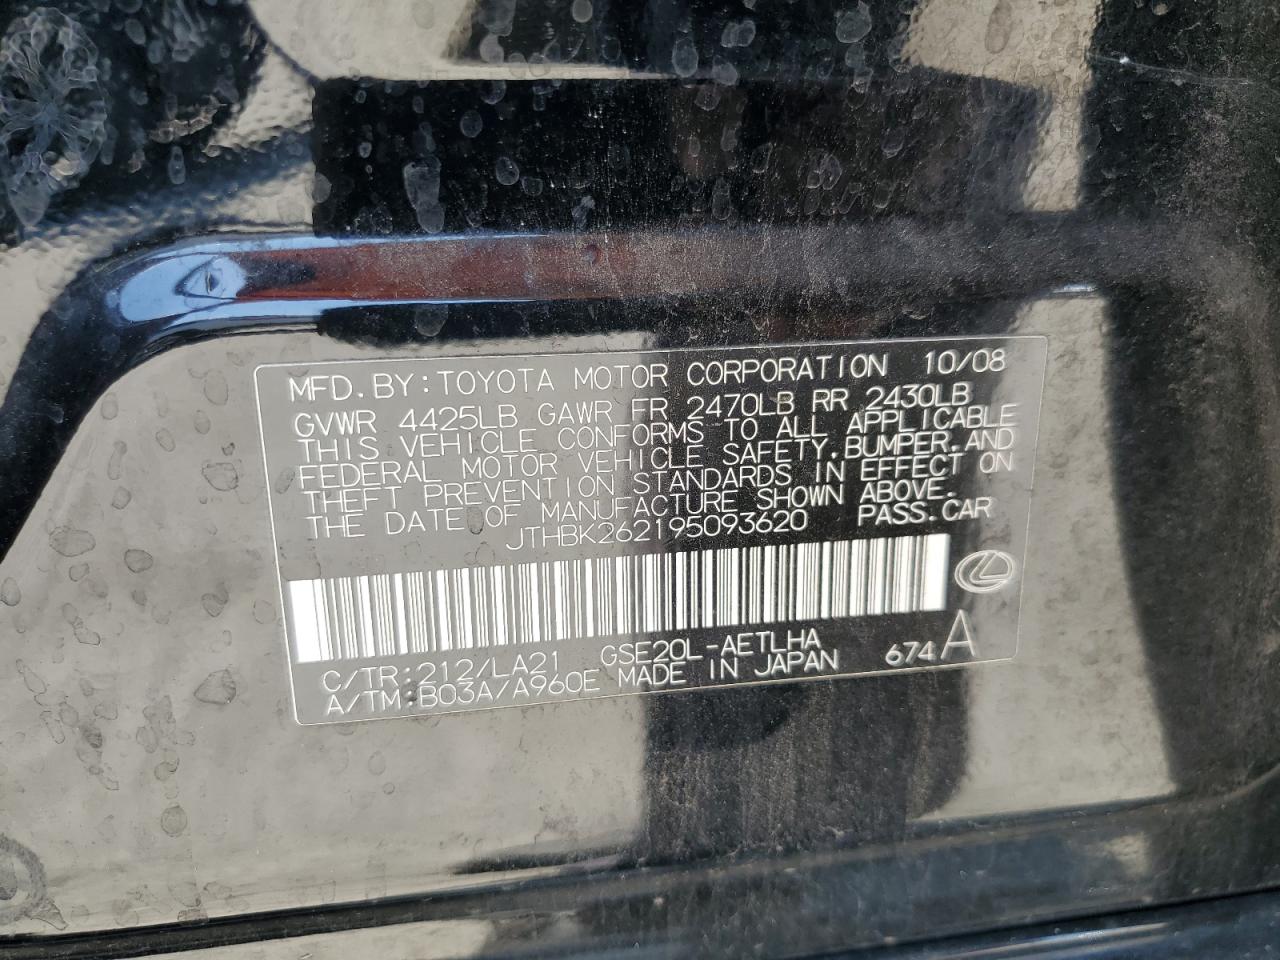 MFD.BY:TOYOTA MOTOR CORPORATION 10/08
GVWR 4425LB GAWR FR 2470LB RR 2430LB
THIS VEHICLE CONFORMS TO ALL APPLICABLE
FEDERAL MOTOR VEHICLE SAFETY,BUMPER,AND
THEFT PREVENTION STANDARDS IN EFFECT ON
THE DATE OF MANUFACTURE SHOWN ABOVE.
JTHBK262195093620 PASS.CAR
C/TR:212/LA21 GSE20L-AETLHA
A/TM:B03A/A960E MADE IN JAPAN 674A